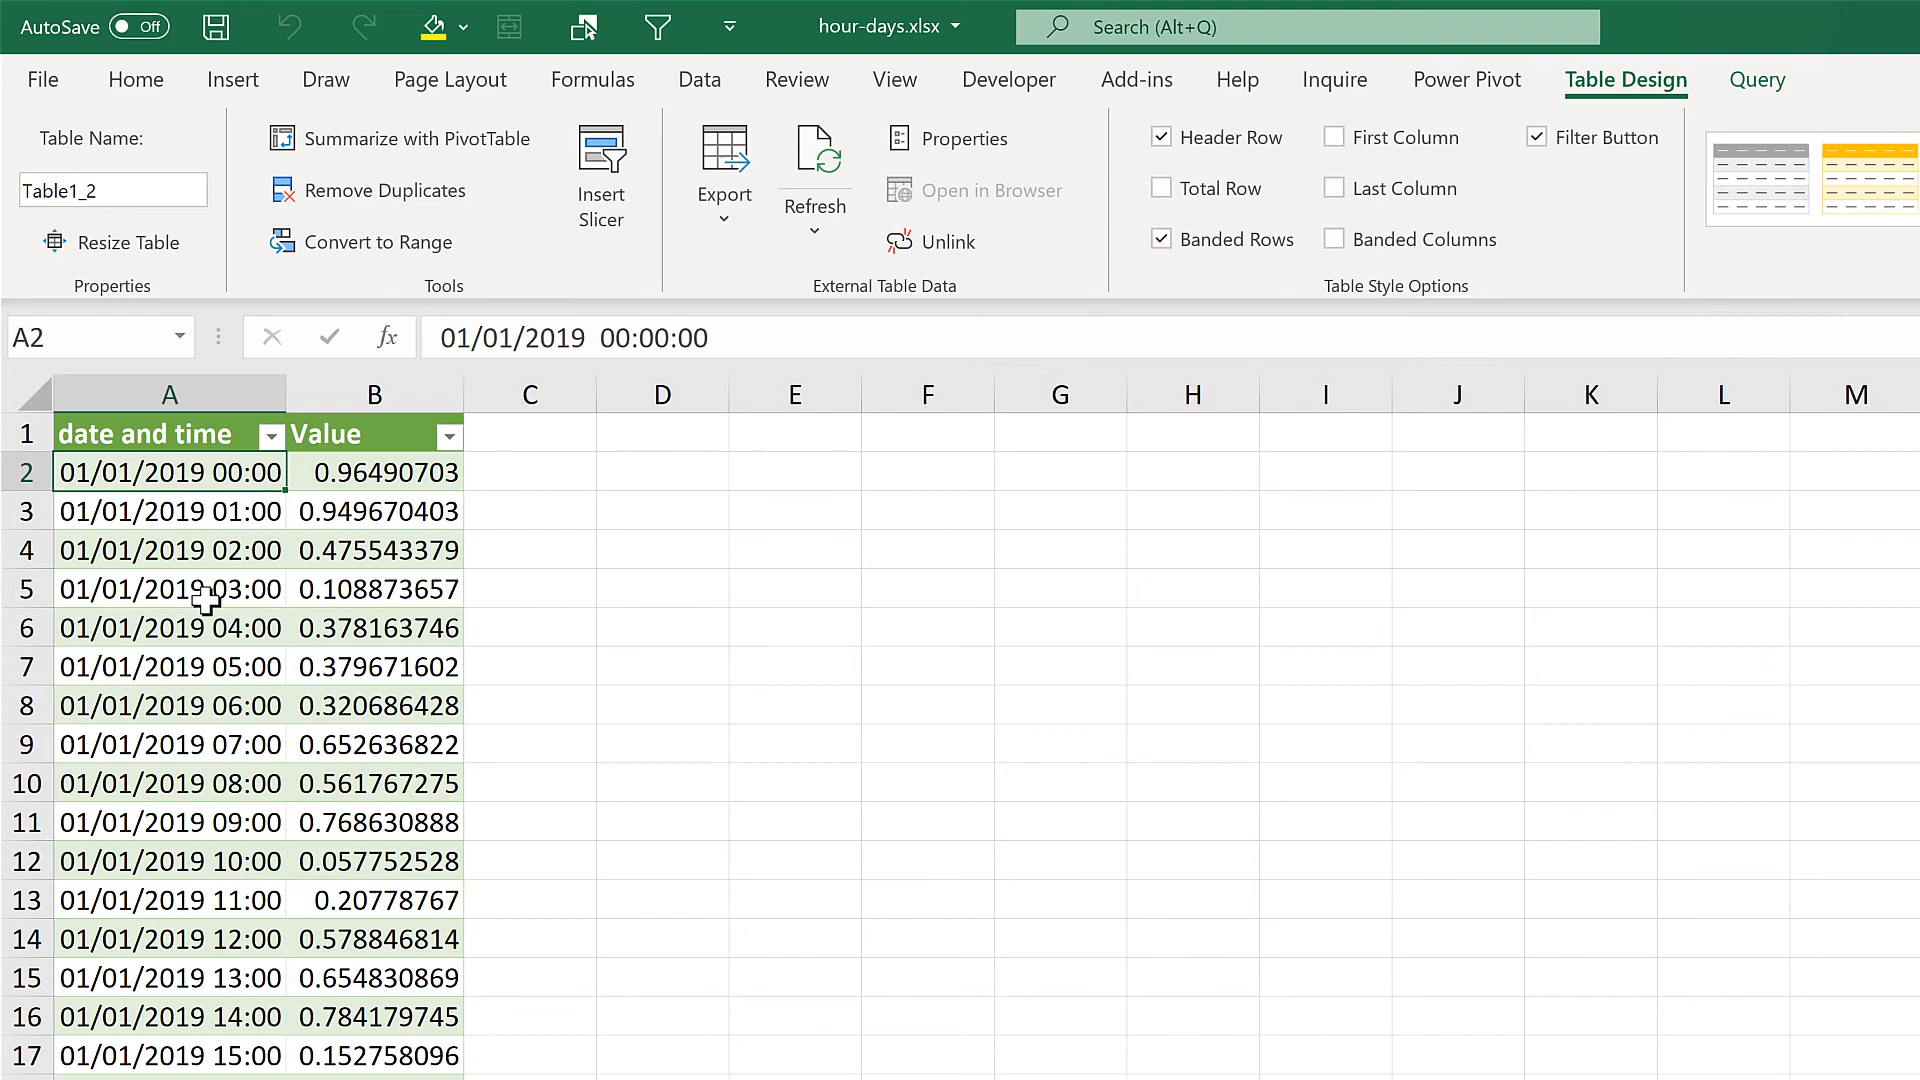 AutoSave Off hour-days.xlsx Search (Alt+Q)
File Home Insert Draw Page Layout Formulas Data Review View Developer Add-ins Help Inquire Power Pivot Table Design Query
Table Name:
Table1_2
Resize Table
Properties
Summarize with PivotTable
Remove Duplicates
Convert to Range
Insert
Slicer
Tools
Export
Refresh
Properties
Open in Browser
Unlink
External Table Data
Header Row
Total Row
Banded Rows
First Column
Last Column
Banded Columns
Filter Button
Table Style Options
A2 fx 01/01/2019 00:00:00
A B C D E F G H I J K L M
1 date and time Value
2 01/01/2019 00:00 0.96490703
3 01/01/2019 01:00 0.949670403
4 01/01/2019 02:00 0.475543379
5 01/01/2019 03:00 0.108873657
6 01/01/2019 04:00 0.378163746
7 01/01/2019 05:00 0.379671602
8 01/01/2019 06:00 0.320686428
9 01/01/2019 07:00 0.652636822
10 01/01/2019 08:00 0.561767275
11 01/01/2019 09:00 0.768630888
12 01/01/2019 10:00 0.057752528
13 01/01/2019 11:00 0.20778767
14 01/01/2019 12:00 0.578846814
15 01/01/2019 13:00 0.654830869
16 01/01/2019 14:00 0.784179745
17 01/01/2019 15:00 0.152758096